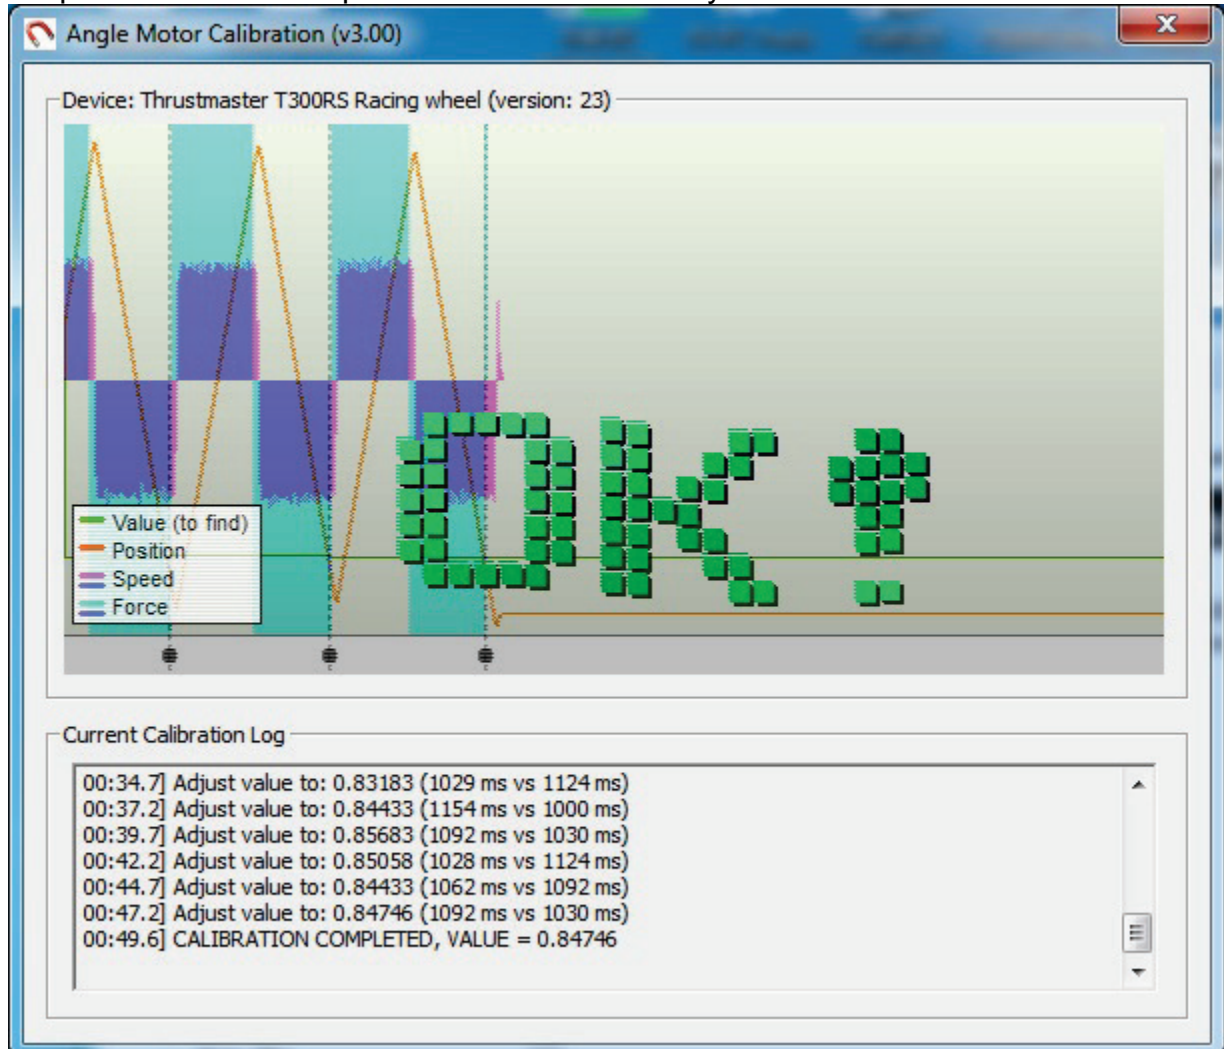 Angle Motor Calibration (v3.00)
Device: Thrustmaster T300RS Racing wheel (version: 23)
OK!
Value (to find)
Position
Speed
Force
Current Calibration Log
00:34.7] Adjust value to: 0.83183 (1029 ms vs 1124 ms)
00:37.2] Adjust value to: 0.84433 (1154 ms vs 1000 ms)
00:39.7] Adjust value to: 0.85683 (1092 ms vs 1030 ms)
00:42.2] Adjust value to: 0.85058 (1028 ms vs 1124 ms)
00:44.7] Adjust value to: 0.84433 (1062 ms vs 1092 ms)
00:47.2] Adjust value to: 0.84746 (1092 ms vs 1030 ms)
00:49.6] CALIBRATION COMPLETED, VALUE = 0.84746